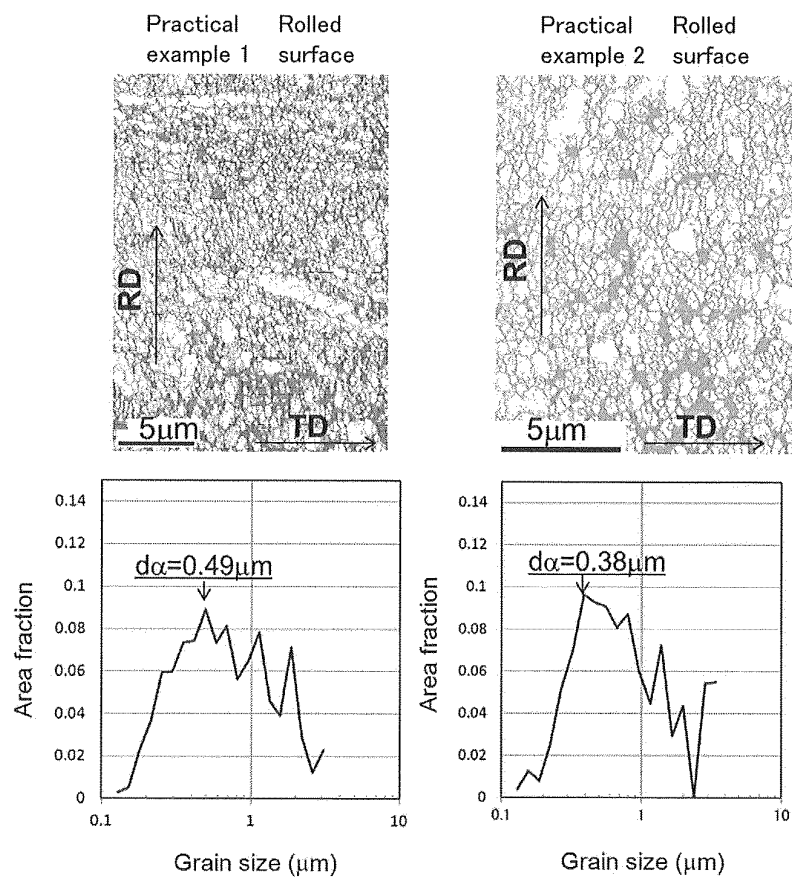 Practical Rolled
example 1 surface
Practical Rolled
example 2 surface
RD
TD
5μm
RD
TD
5μm
0.14
0.12
0.1
0.08
0.06
0.04
0.02
0
dα=0.49μm
Area fraction
0.1 1 10
Grain size (μm)
0.14
0.12
0.1
0.08
0.06
0.04
0.02
0
dα=0.38μm
Area fraction
0.1 1 10
Grain size (μm)